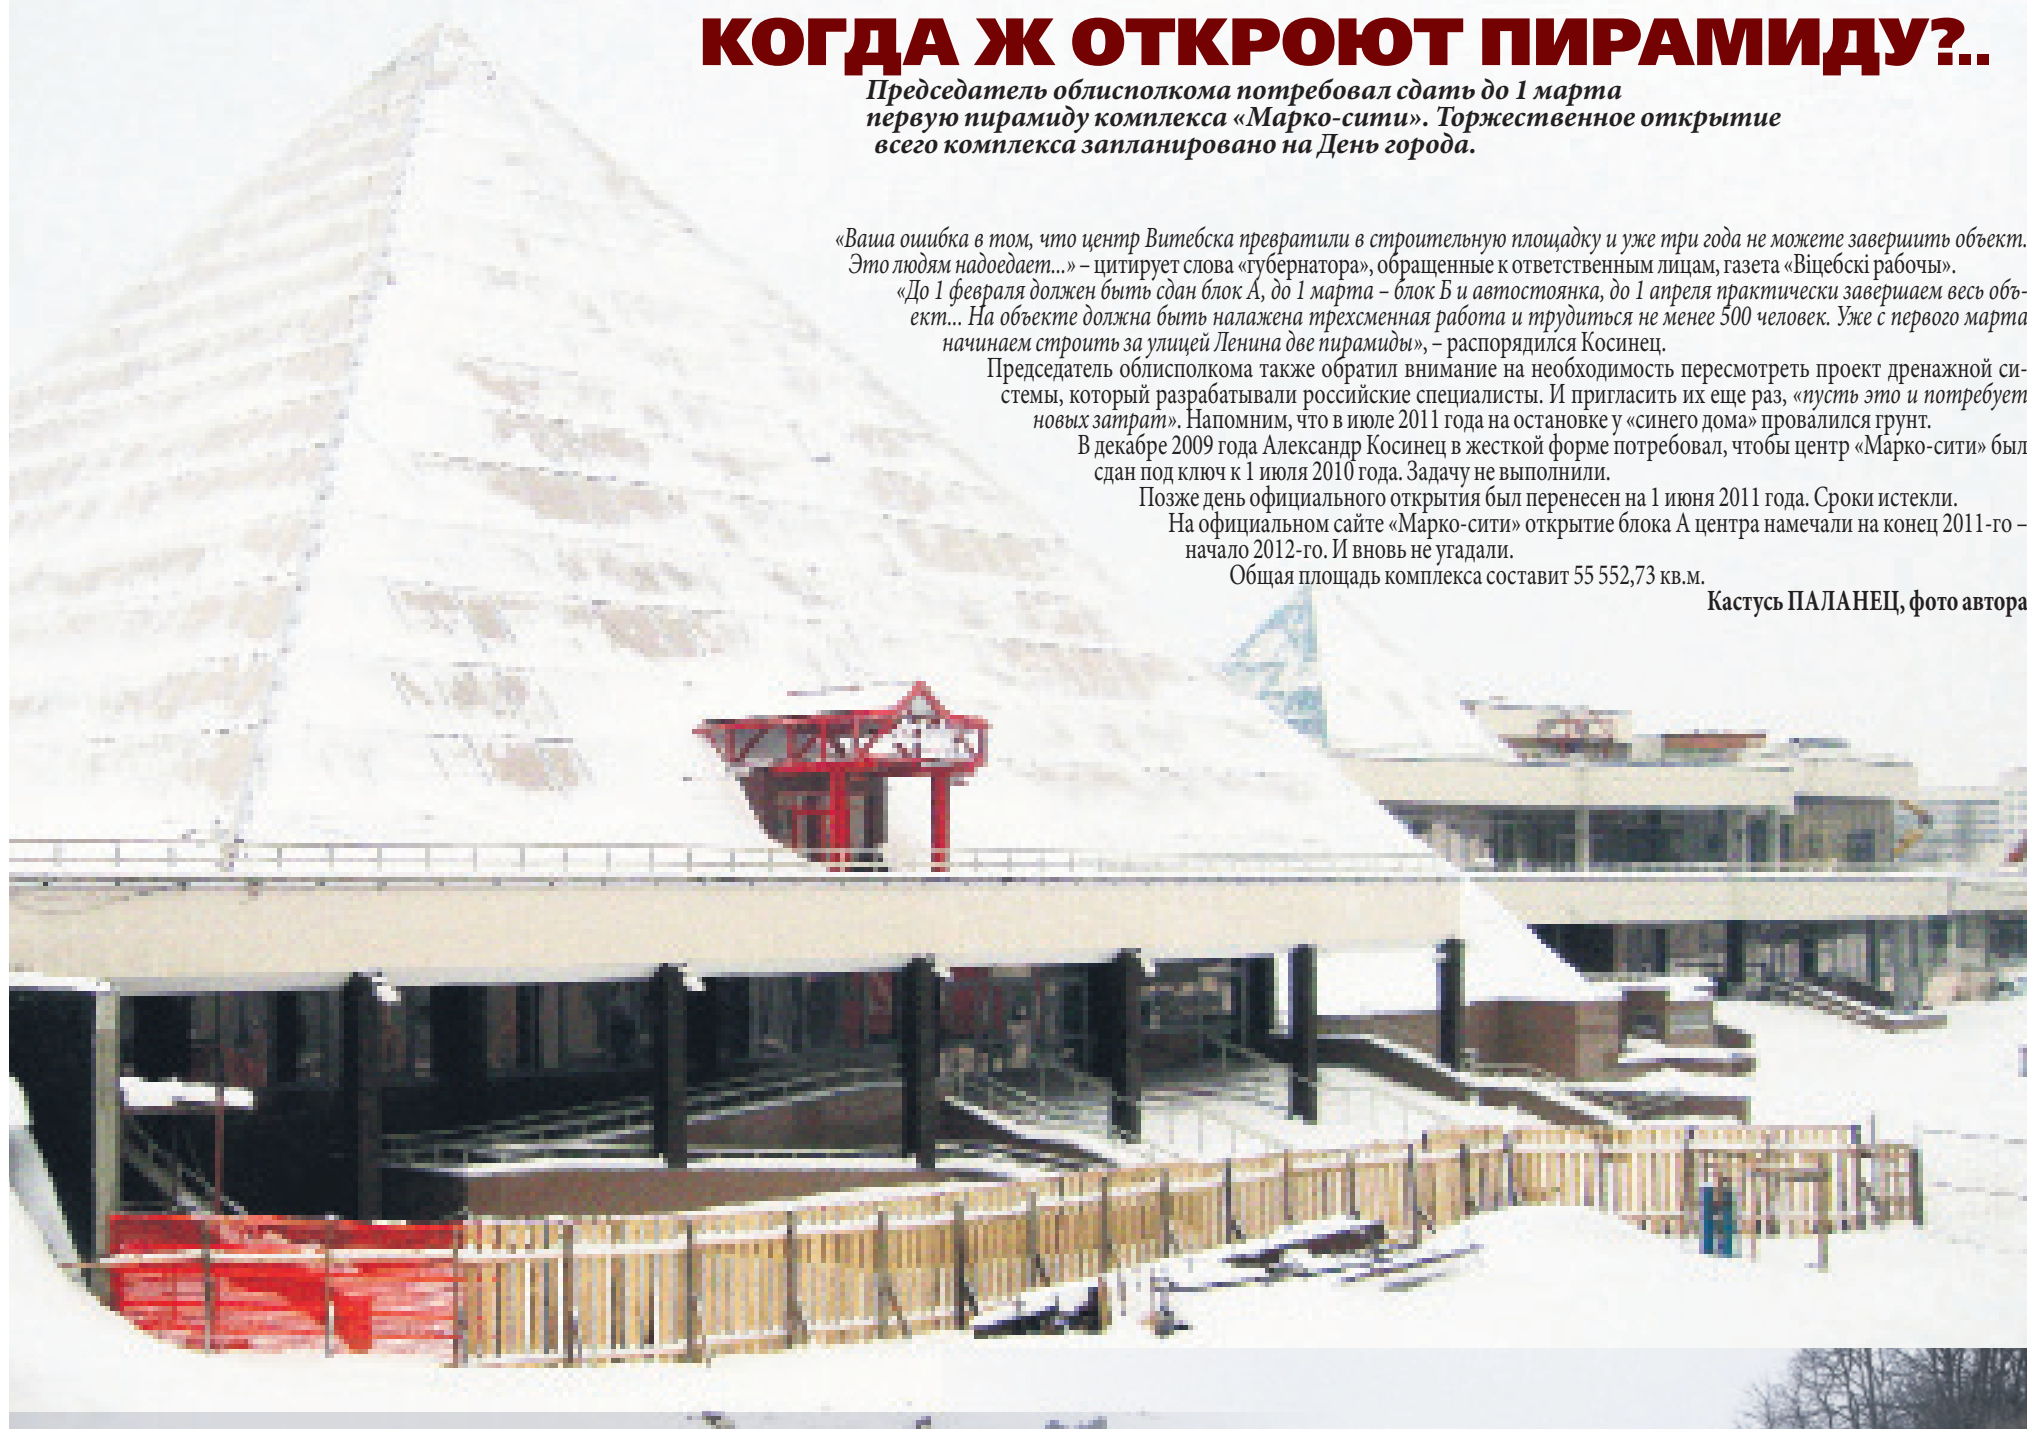 КОГДА Ж ОТКРОЮТ ПИРАМИДУ?..
Председатель облисполкома потребовал сдать до 1 марта
первую пирамиду комплекса «Марко-сити». Торжественное открытие
всего комплекса запланировано на День города.
«Ваша ошибка в том, что центр Витебска превратили в строительную площадку и уже три года не можете завершить объект.
Это людям надоедает...» – цитирует слова «губернатора», обращенные к ответственным лицам, газета «Віцебскі рабочы».
«До 1 февраля должен быть сдан блок А, до 1 марта – блок Б и автостоянка, до 1 апреля практически завершаем весь объ-
ект... На объекте должна быть налажена трехсменная работа и трудиться не менее 500 человек. Уже с первого марта
начинаем строить за улицей Ленина две пирамиды», – распорядился Косинец.
Председатель облисполкома также обратил внимание на необходимость пересмотреть проект дренажной си-
стемы, который разрабатывали российские специалисты. И пригласить их еще раз, «пусть это и потребует
новых затрат». Напомним, что в июле 2011 года на остановке у «синего дома» провалился грунт.
В декабре 2009 года Александр Косинец в жесткой форме потребовал, чтобы центр «Марко-сити» был
сдан под ключ к 1 июля 2010 года. Задачу не выполнили.
Позже день официального открытия был перенесен на 1 июня 2011 года. Сроки истекли.
На официальном сайте «Марко-сити» открытие блока А центра намечали на конец 2011-го –
начало 2012-го. И вновь не угадали.
Общая площадь комплекса составит 55 552,73 кв.м.
Кастусь ПАЛАНЕЦ, фото автора